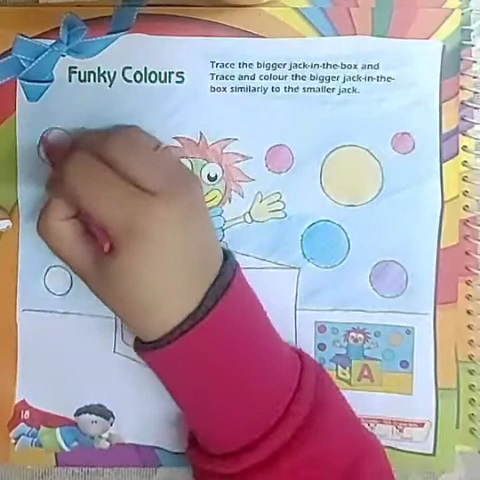 Funky Colours
Trace the bigger jack-in-the-box and
Trace and colour the bigger jack-in-the-
box similarly to the smaller jack.
A
18